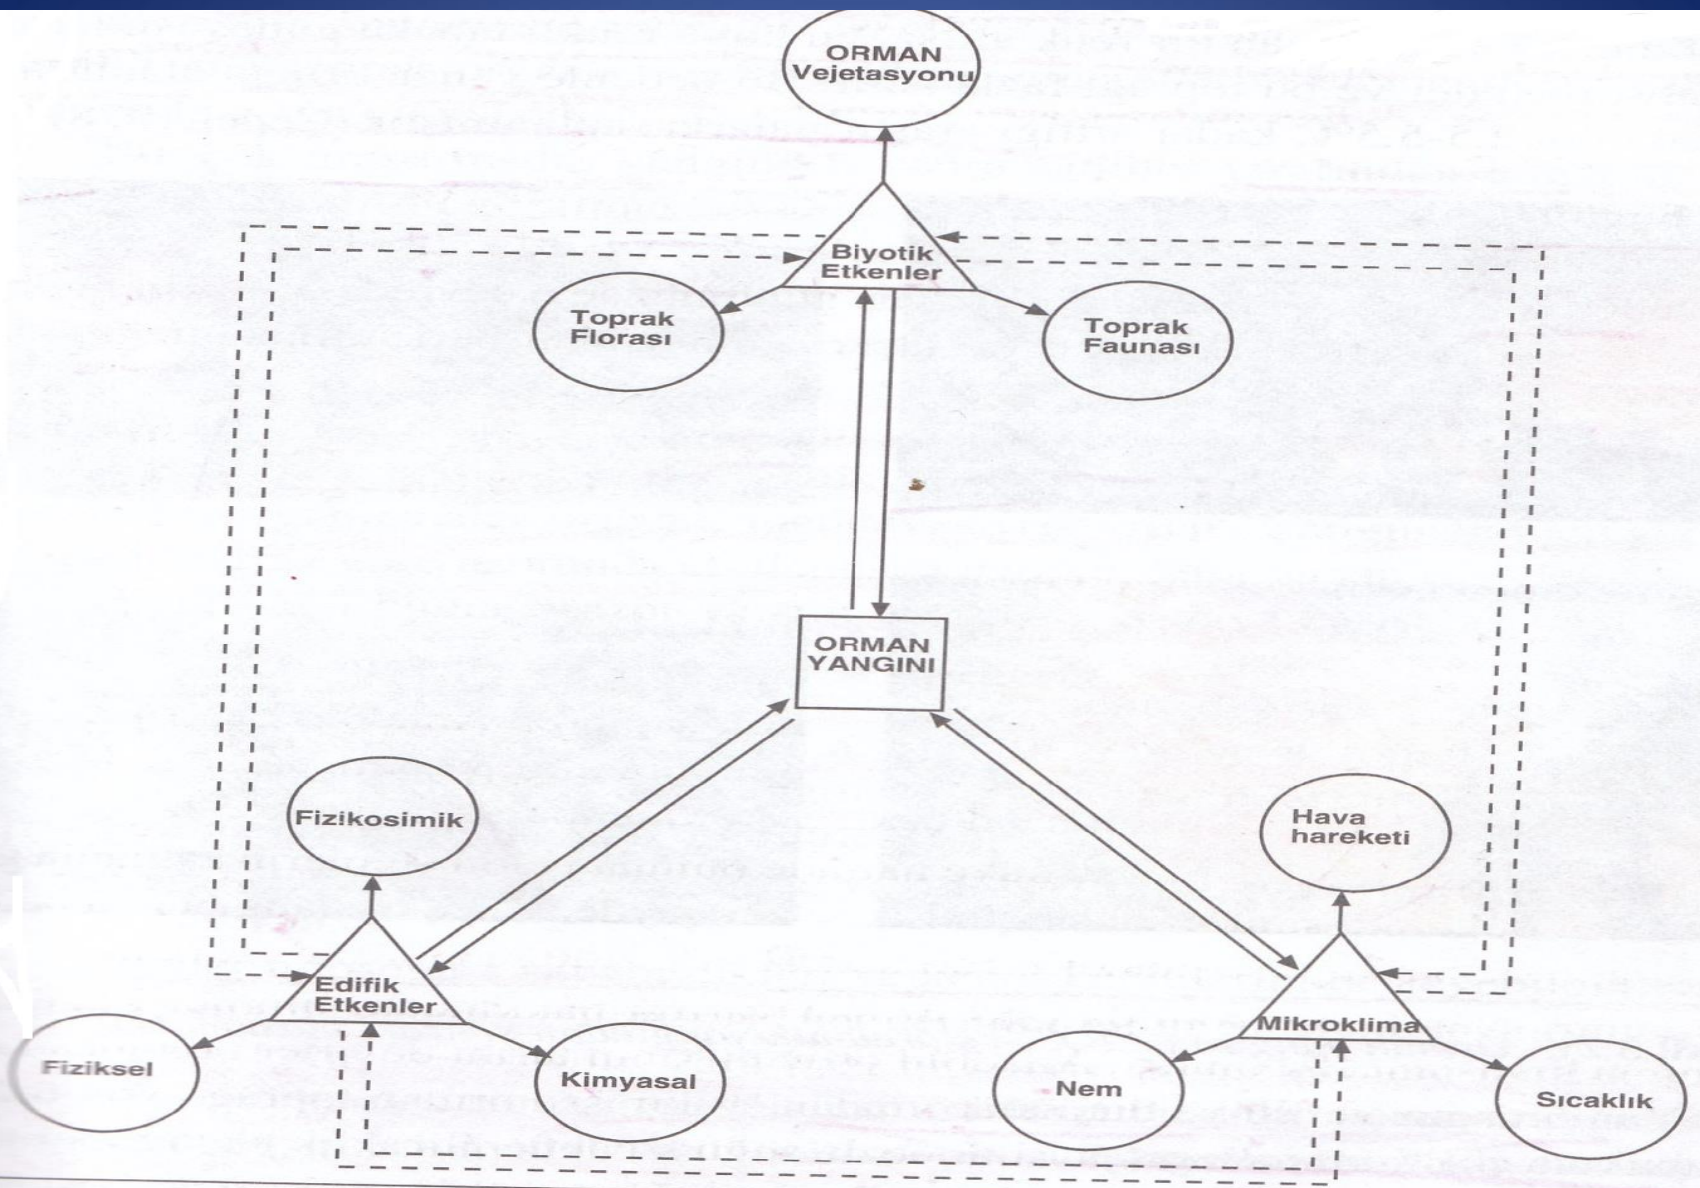 ORMAN
Vejetasyonu
Biyotik
Etkenler
Toprak
Florası
Toprak
Faunası
ORMAN
YANGINI
Fizikosimik
Hava
hareketi
Edifik
Etkenler
Mikroklima
Fiziksel
Kimyasal
Nem
Sıcaklık